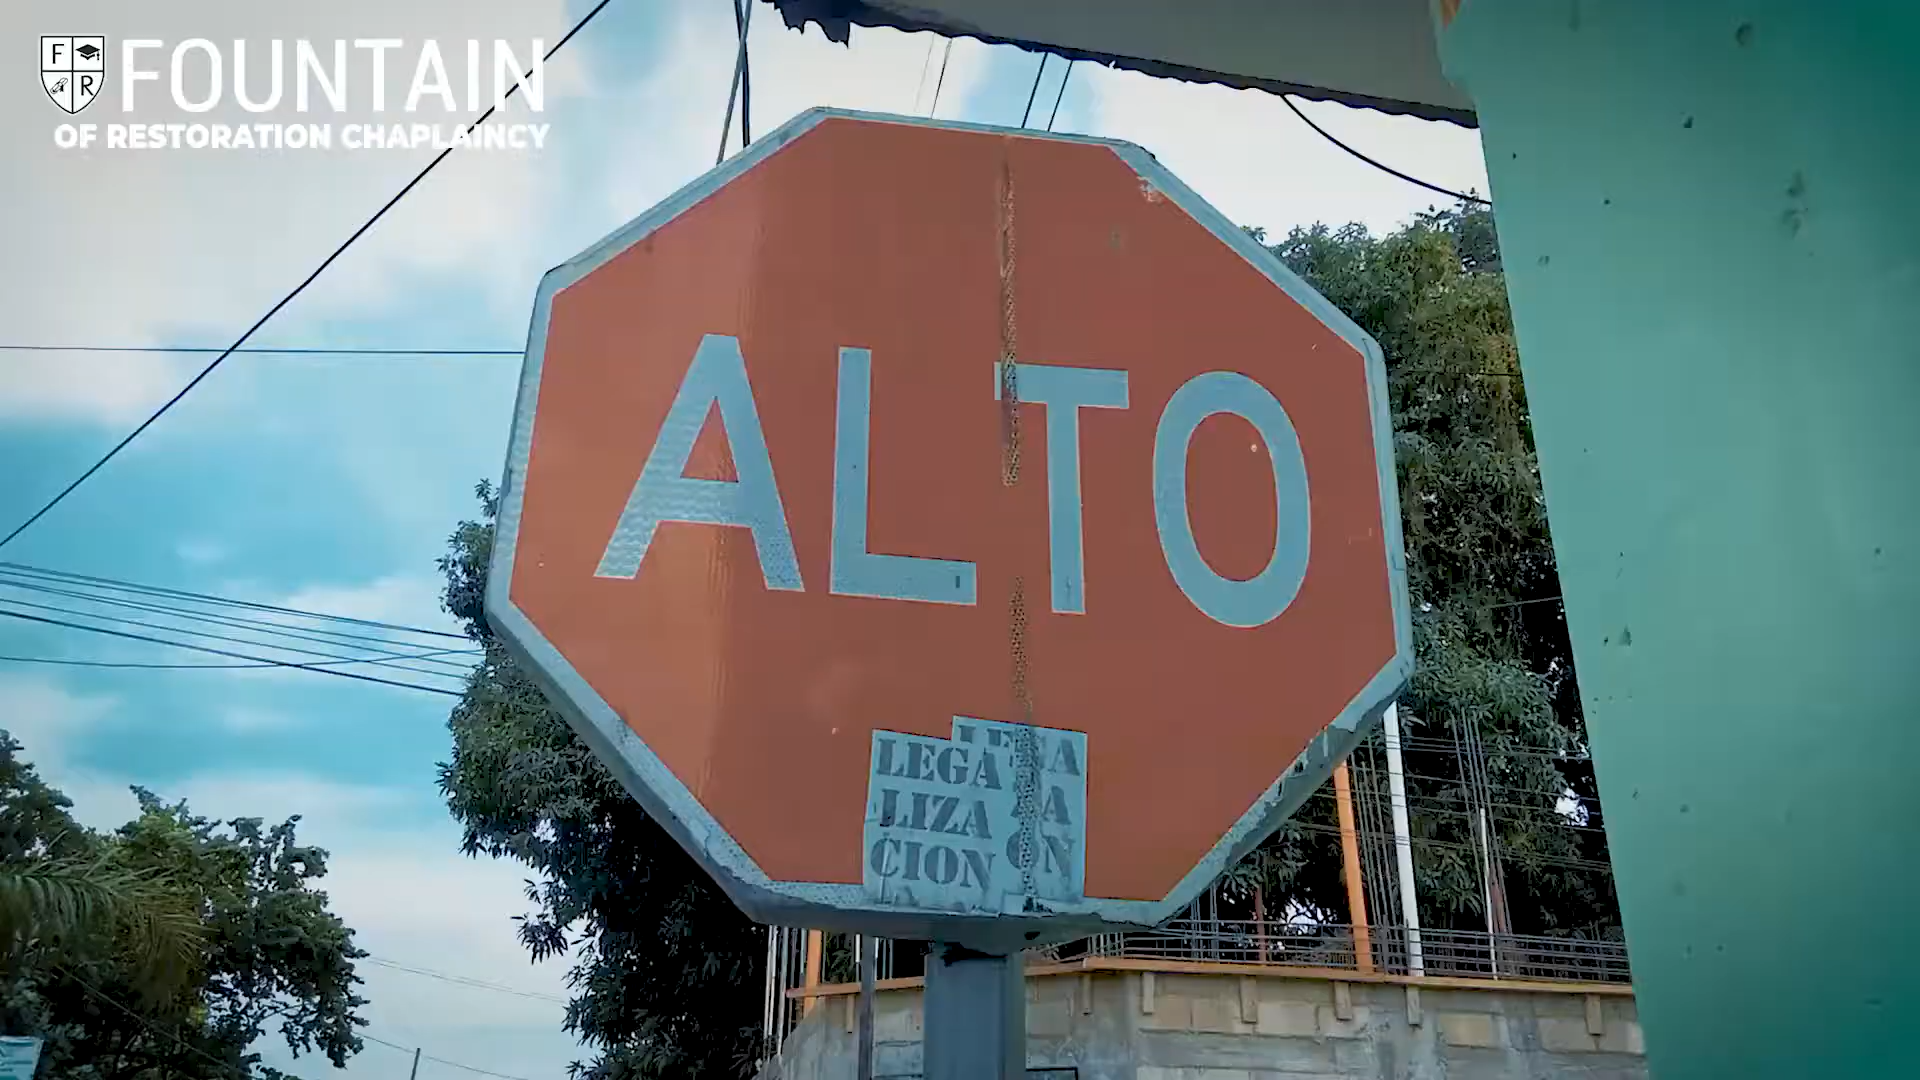 F
R
FOUNTAIN
OF RESTORATION CHAPLAINCY
ALTO
LEGA
LIZA
CION